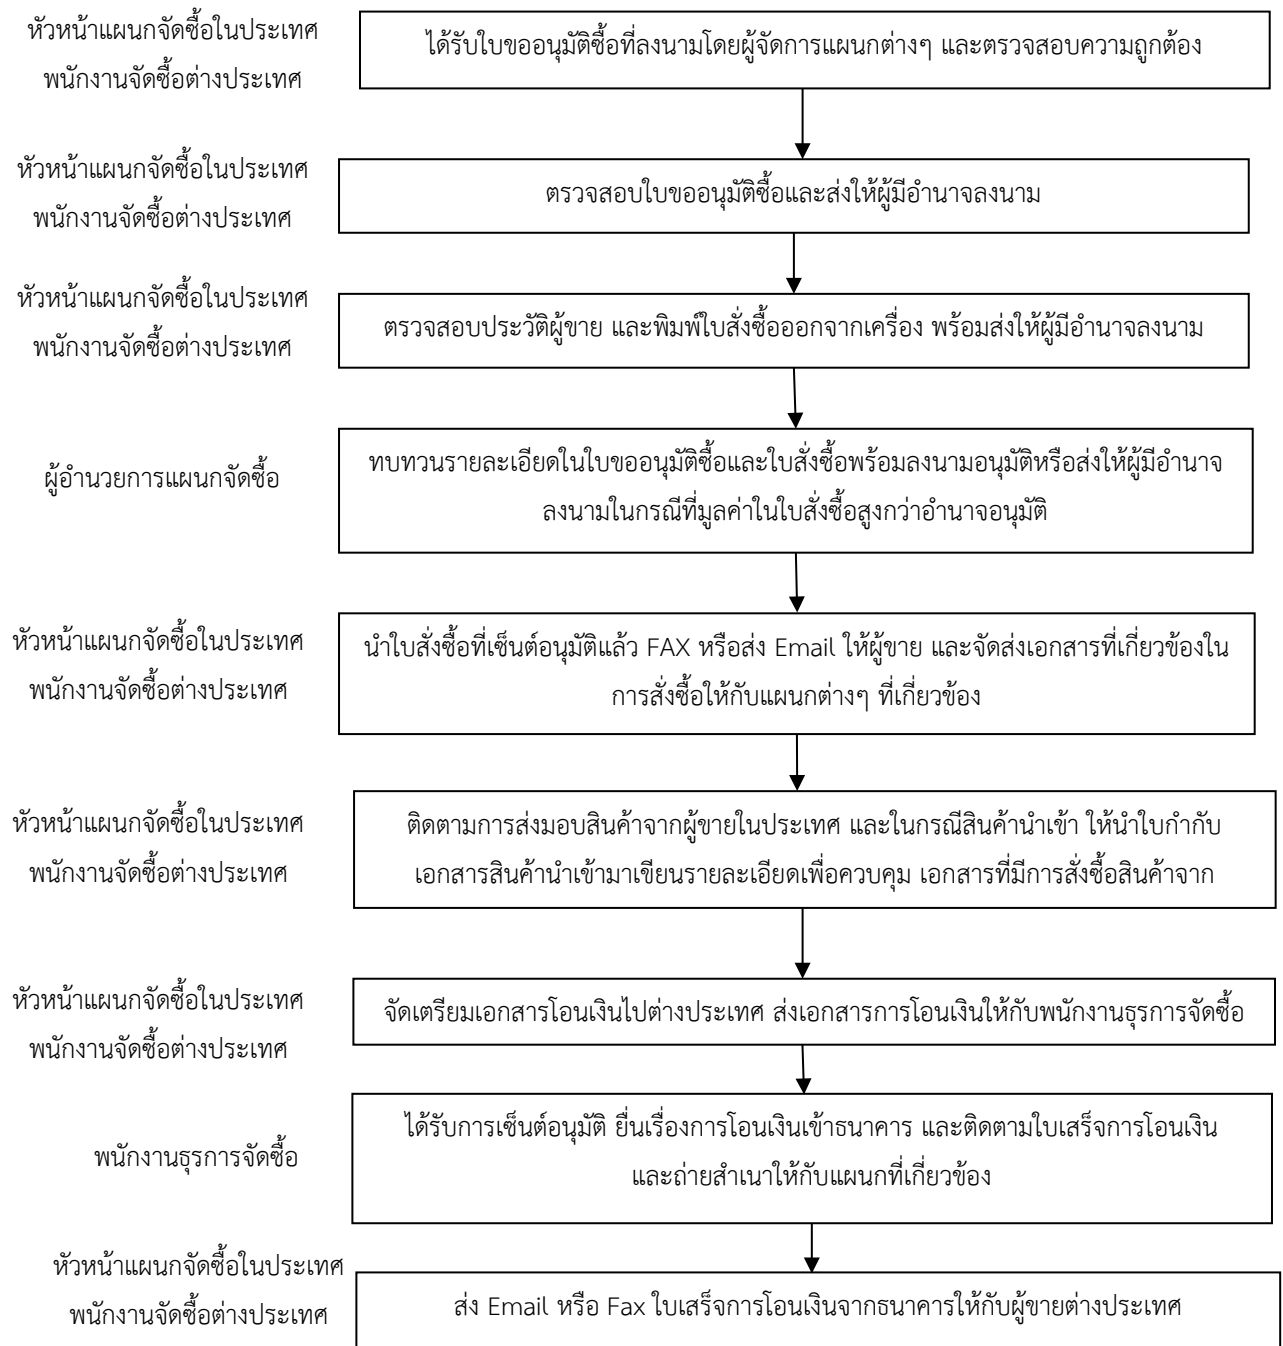 หัวหน้าแผนกจัดซื้อในประเทศ
พนักงานจัดซื้อต่างประเทศ
ได้รับใบขออนุมัติซื้อที่ลงนามโดยผู้จัดการแผนกต่างๆ และตรวจสอบความถูกต้อง
หัวหน้าแผนกจัดซื้อในประเทศ
พนักงานจัดซื้อต่างประเทศ
ตรวจสอบใบขออนุมัติซื้อและส่งให้ผู้มีอำนาจลงนาม
หัวหน้าแผนกจัดซื้อในประเทศ
พนักงานจัดซื้อต่างประเทศ
ตรวจสอบประวัติผู้ขาย และพิมพ์ใบสั่งซื้อออกจากเครื่อง พร้อมส่งให้ผู้มีอำนาจลงนาม
ผู้อำนวยการแผนกจัดซื้อ
ทบทวนรายละเอียดในใบขออนุมัติซื้อและใบสั่งซื้อพร้อมลงนามอนุมัติหรือส่งให้ผู้มีอำนาจ
ลงนามในกรณีที่มูลค่าในใบสั่งซื้อสูงกว่าอำนาจอนุมัติ
หัวหน้าแผนกจัดซื้อในประเทศ
พนักงานจัดซื้อต่างประเทศ
นำใบสั่งซื้อที่เซ็นต์อนุมัติแล้ว FAX หรือส่ง Email ให้ผู้ขาย และจัดส่งเอกสารที่เกี่ยวข้องใน
การสั่งซื้อให้กับแผนกต่างๆ ที่เกี่ยวข้อง
หัวหน้าแผนกจัดซื้อในประเทศ
พนักงานจัดซื้อต่างประเทศ
ติดตามการส่งมอบสินค้าจากผู้ขายในประเทศ และในกรณีสินค้านำเข้า ให้นำใบกำกับ
เอกสารสินค้านำเข้ามาเขียนรายละเอียดเพื่อควบคุม เอกสารที่มีการสั่งซื้อสินค้าจาก
หัวหน้าแผนกจัดซื้อในประเทศ
พนักงานจัดซื้อต่างประเทศ
จัดเตรียมเอกสารโอนเงินไปต่างประเทศ ส่งเอกสารการโอนเงินให้กับพนักงานธุรการจัดซื้อ
พนักงานธุรการจัดซื้อ
ได้รับการเซ็นต์อนุมัติ ยื่นเรื่องการโอนเงินเข้าธนาคาร และติดตามใบเสร็จการโอนเงิน
และถ่ายสำเนาให้กับแผนกที่เกี่ยวข้อง
หัวหน้าแผนกจัดซื้อในประเทศ
พนักงานจัดซื้อต่างประเทศ
ส่ง Email หรือ Fax ใบเสร็จการโอนเงินจากธนาคารให้กับผู้ขายต่างประเทศ